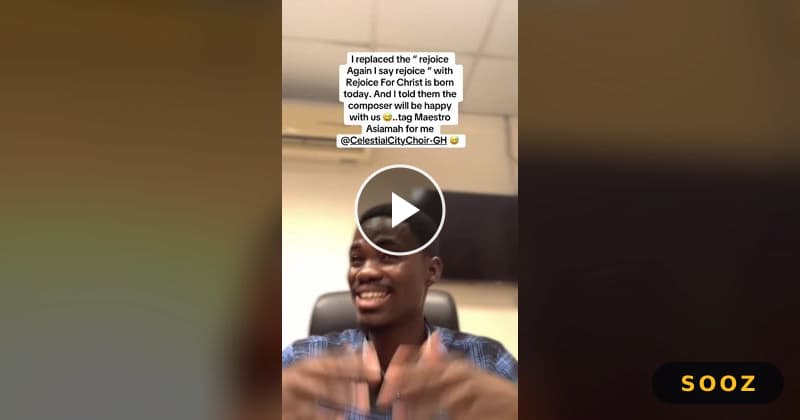 I replaced the “ rejoice
Again I say rejoice ” with
Rejoice For Christ is born
today. And I told them the
composer will be happy
with us 😅..tag Maestro
Asiamah for me
@CelestialCityChoir-GH 😅
SOOZ